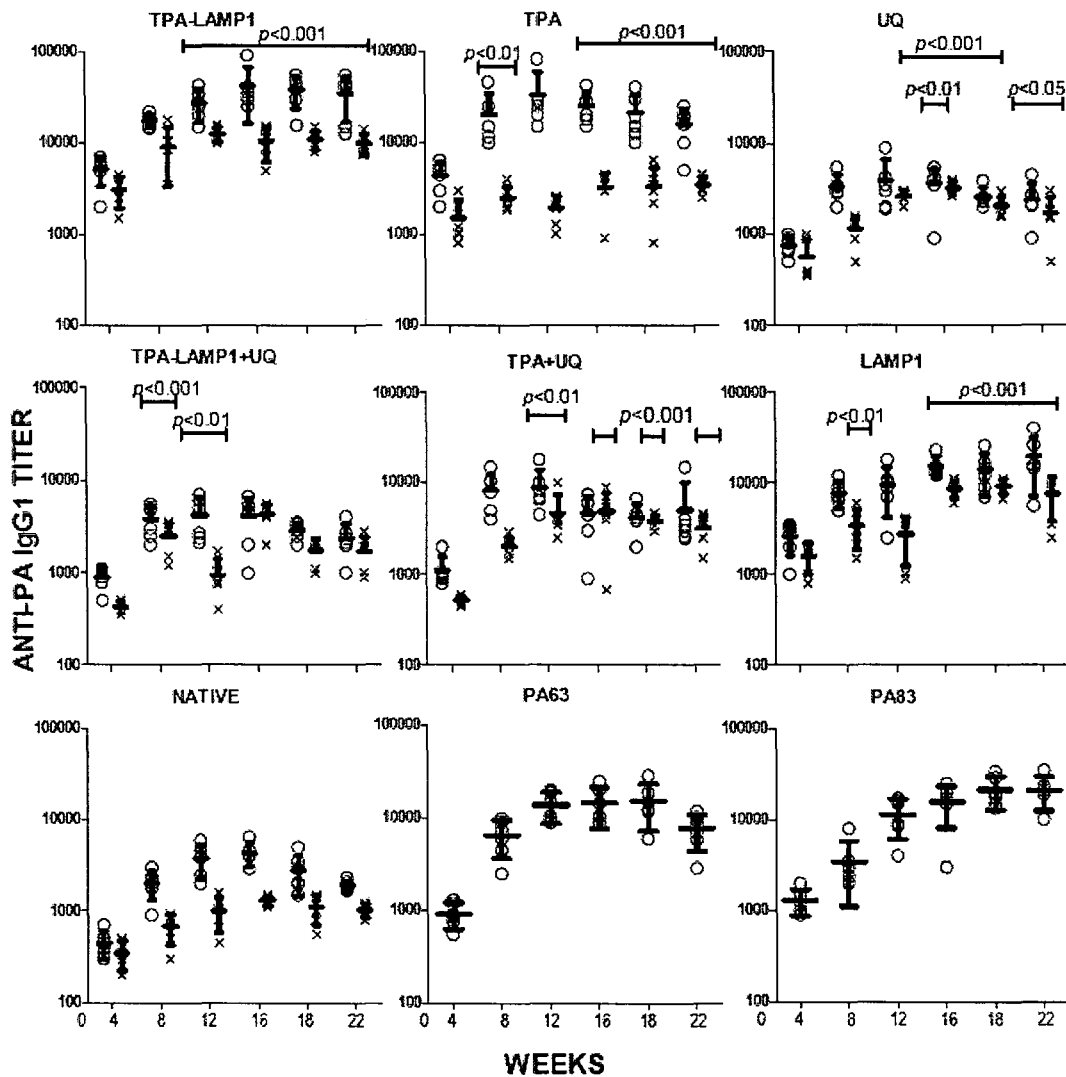 TPA-LAMP1
TPA
UQ
100000
p<0.001
10000
1000
100
100000
p<0.01
p<0.001
10000
1000
100
100000
p<0.001
p<0.01
p<0.05
10000
1000
100
TPA-LAMP1+UQ
TPA+UQ
LAMP1
100000
p<0.001
p<0.01
10000
1000
100
100000
p<0.01
p<0.001
10000
1000
100
100000
p<0.001
p<0.01
10000
1000
100
ANTI-PA IgG1 TITER
NATIVE
PA63
PA83
100000
10000
1000
100
100000
10000
1000
100
100000
10000
1000
100
0 4 8 12 16 18 22
0 4 8 12 16 18 22
0 4 8 12 16 18 22
WEEKS